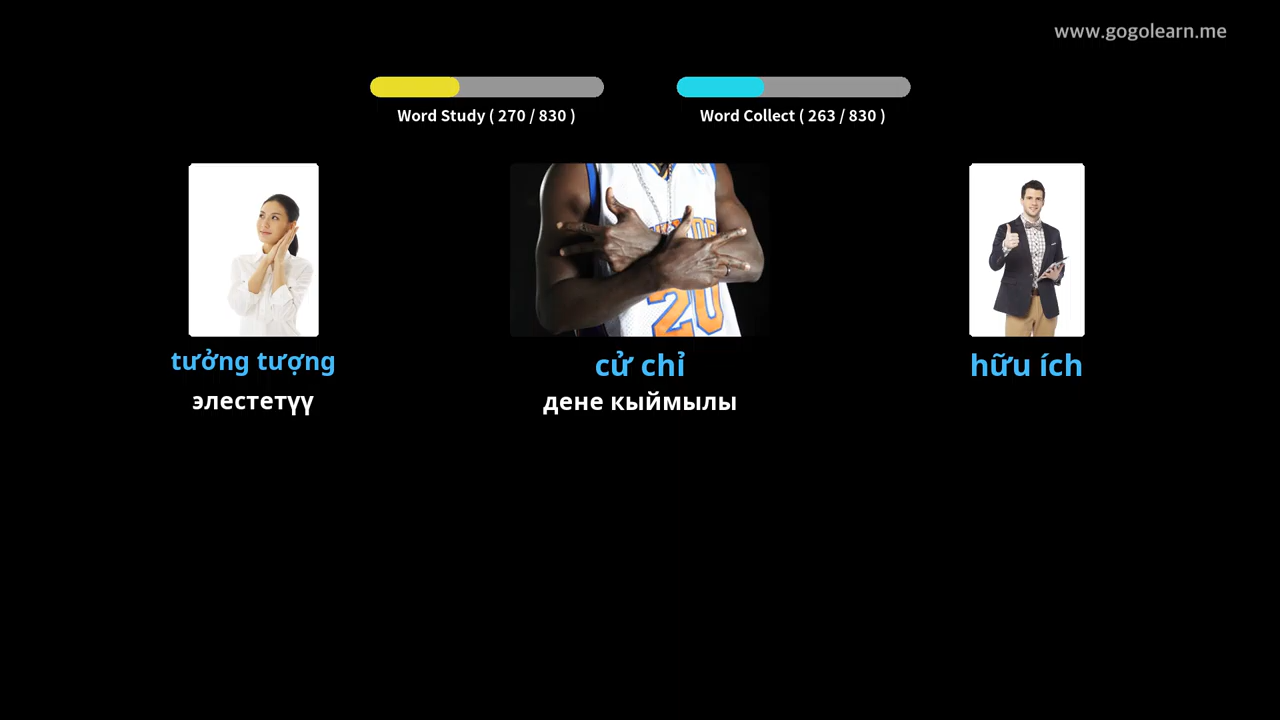 www.gogolearn.me
Word Study ( 270 / 830 )
Word Collect ( 263 / 830 )
20
tưởng tượng
cử chỉ
hữu ích
элестетүү
дене кыймылы